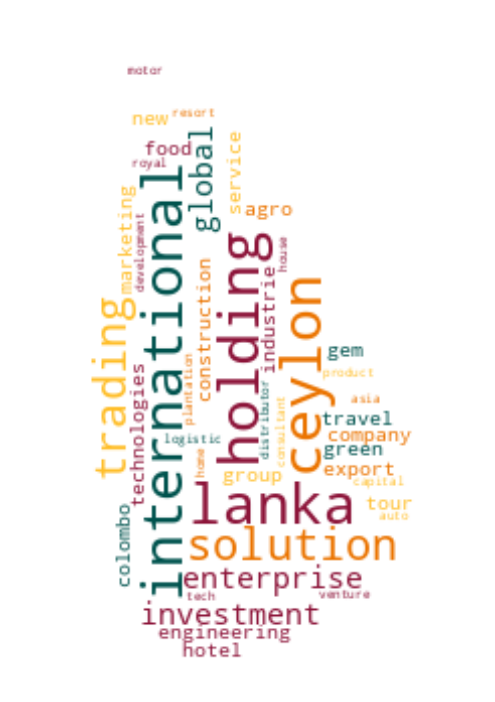 motor
new
resort
food
royal
global
service
international
marketing
development
agro
holding
house
industrie
construction
ceylon
trading
gem
product
plantation
technologies
distributor
consultant
asia
travel
company
logistic
green
home
group
export
capital
lanka
tour
auto
colombo
solution
enterprise
tech
venture
investment
engineering
hotel